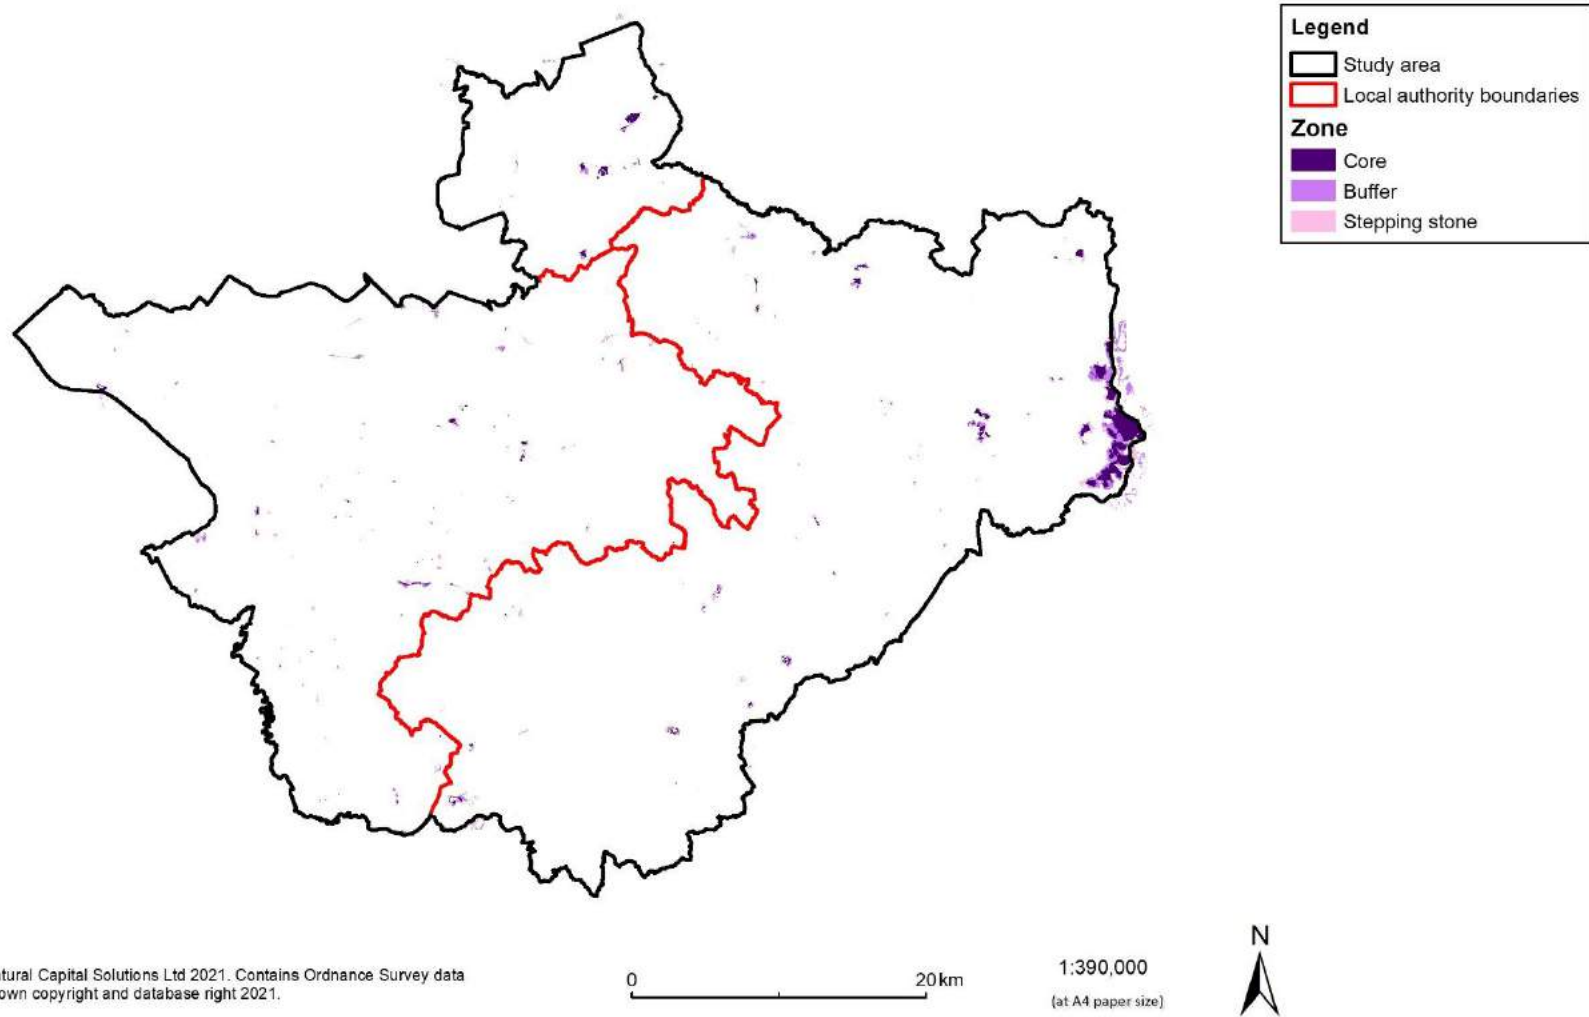 Legend
Study area
Local authority boundaries
Zone
Core
Buffer
Stepping stone
tural Capital Solutions Ltd 2021. Contains Ordnance Survey data
own copyright and database right 2021.
0 20km
1:390,000
(at A4 paper size)
N